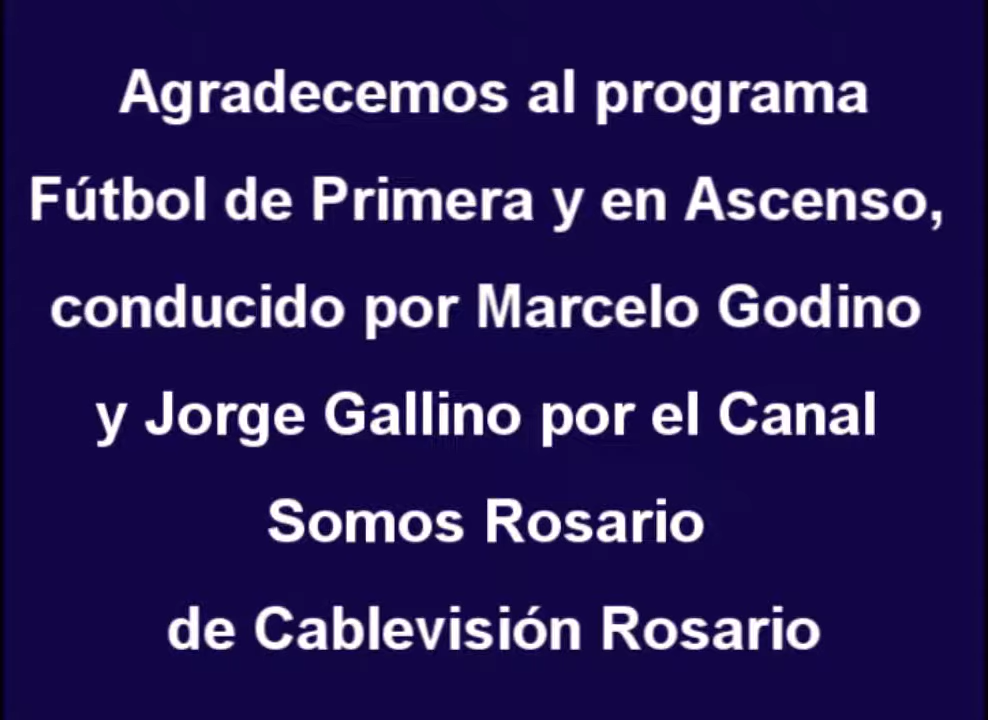 Agradecemos al programa
Fútbol de Primera y en Ascenso,
conducido por Marcelo Godino
y Jorge Gallino por el Canal
Somos Rosario
de Cablevisión Rosario